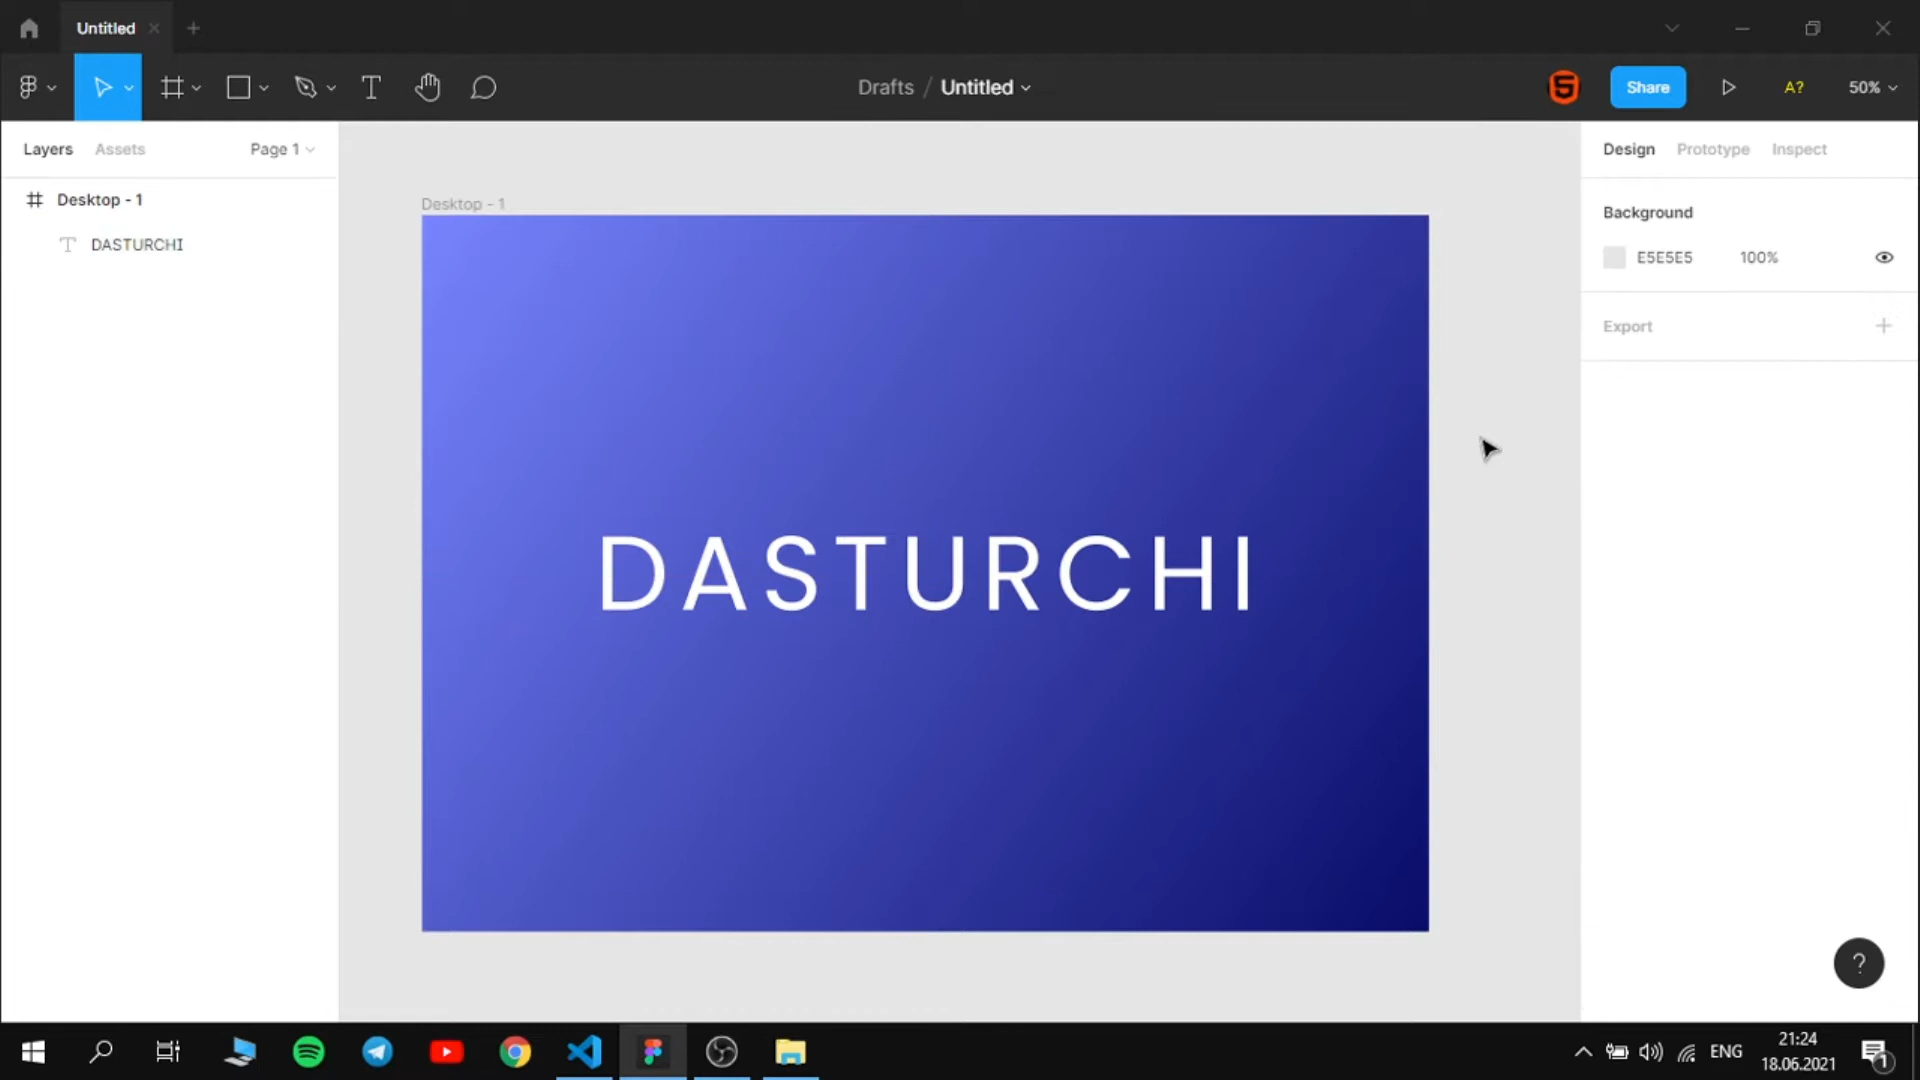 Untitled
Drafts / Untitled
Share
A?
50%
Layers
Assets
Page 1
Design
Prototype
Inspect
Desktop - 1
DASTURCHI
Desktop - 1
DASTURCHI
Background
E5E5E5
100%
Export
?
ENG
21:24
18.06.2021
1